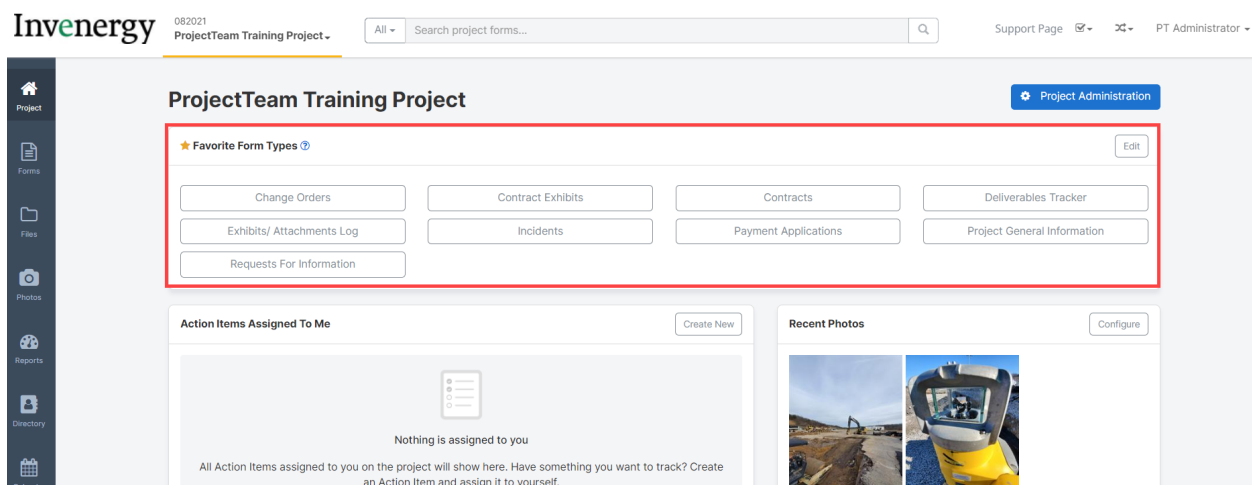 Invenergy
082021
ProjectTeam Training Project
All
Search project forms...
Support Page
PT Administrator
Project
Forms
Files
Photos
Reports
Directory
ProjectTeam Training Project
Project Administration
Favorite Form Types ?
Edit
Change Orders
Contract Exhibits
Contracts
Deliverables Tracker
Exhibits/ Attachments Log
Incidents
Payment Applications
Project General Information
Requests For Information
Action Items Assigned To Me
Create New
Nothing is assigned to you
All Action Items assigned to you on the project will show here. Have something you want to track? Create
an Action Item and assign it to yourself.
Recent Photos
Configure